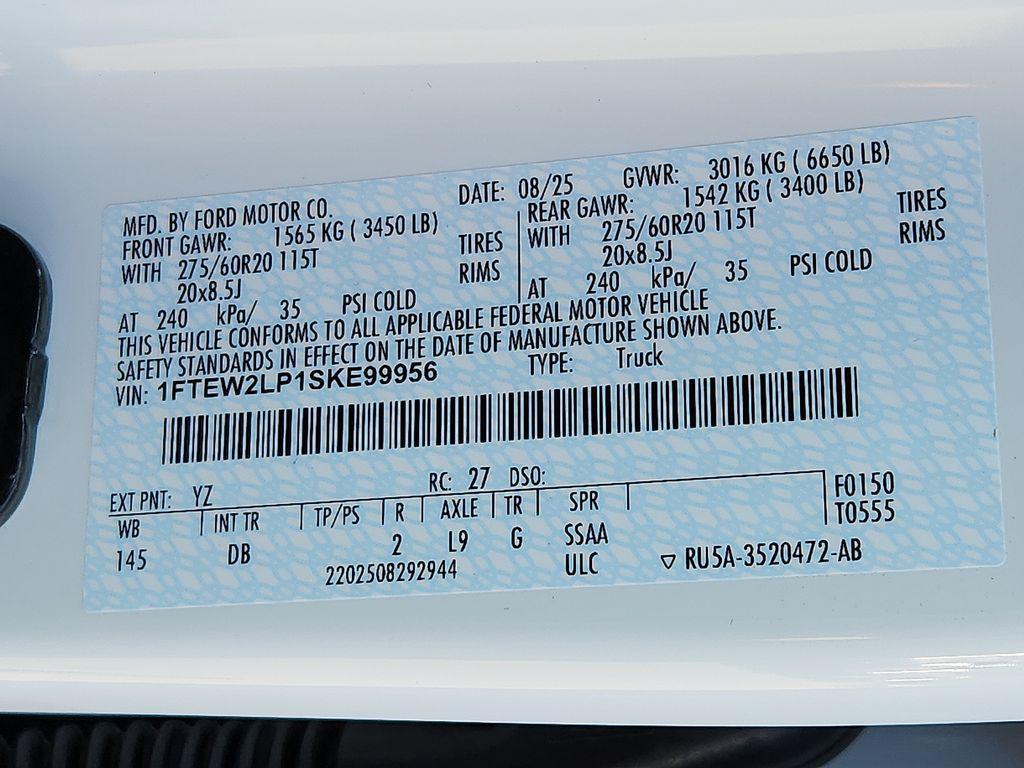 MFD. BY FORD MOTOR CO. DATE: 08/25 GVWR: 3016 KG ( 6650 LB)
FRONT GAWR: 1565 KG ( 3450 LB) REAR GAWR: 1542 KG ( 3400 LB)
WITH 275/60R20 115T TIRES WITH 275/60R20 115T TIRES
20x8.5J RIMS 20x8.5J RIMS
AT 240 kPa/ 35 PSI COLD AT 240 kPa/ 35 PSI COLD
THIS VEHICLE CONFORMS TO ALL APPLICABLE FEDERAL MOTOR VEHICLE
SAFETY STANDARDS IN EFFECT ON THE DATE OF MANUFACTURE SHOWN ABOVE.
VIN: 1FTEW2LP1SKE99956 TYPE: Truck
EXT PNT: YZ RC: 27 DSO:
WB INT TR TP/PS R AXLE TR SPR F0150
T0555
145 DB 2 L9 G SSAA
2202508292944 ULC ▽ RU5A-3520472-AB